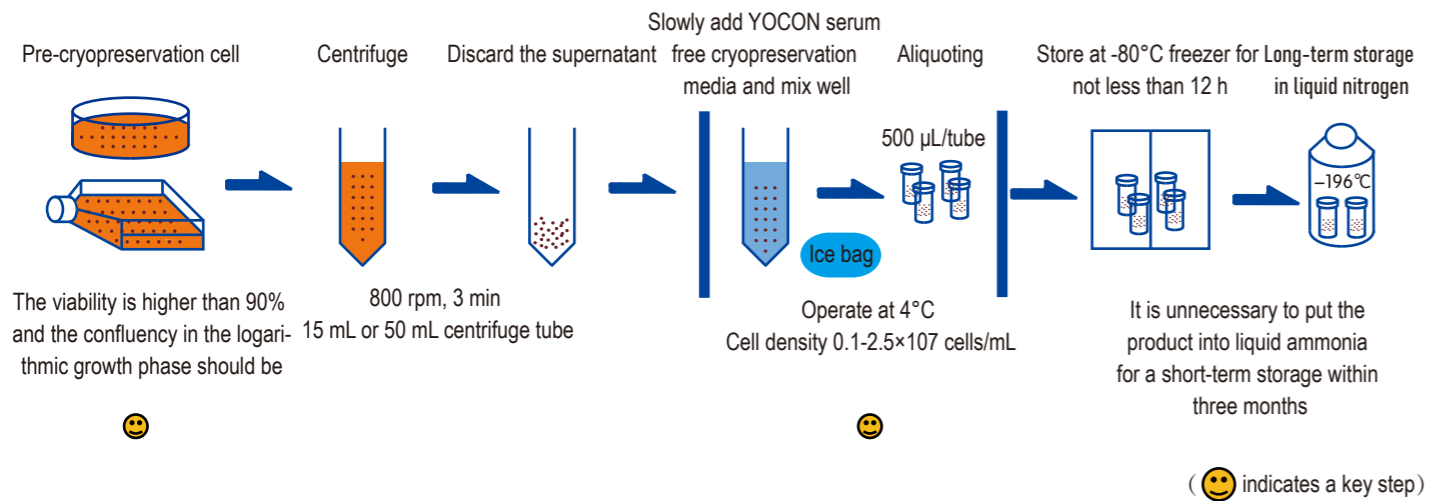 Pre-cryopreservation cell
Centrifuge
Discard the supernatant
Slowly add YOCON serum
free cryopreservation
media and mix well
Aliquoting
Store at -80°C freezer for
not less than 12 h
Long-term storage
in liquid nitrogen
500 μL/tube
Ice bag
–196℃
The viability is higher than 90%
and the confluency in the logari-
thmic growth phase should be
800 rpm, 3 min
15 mL or 50 mL centrifuge tube
Operate at 4°C
Cell density 0.1-2.5×107 cells/mL
It is unnecessary to put the
product into liquid ammonia
for a short-term storage within
three months
( indicates a key step)